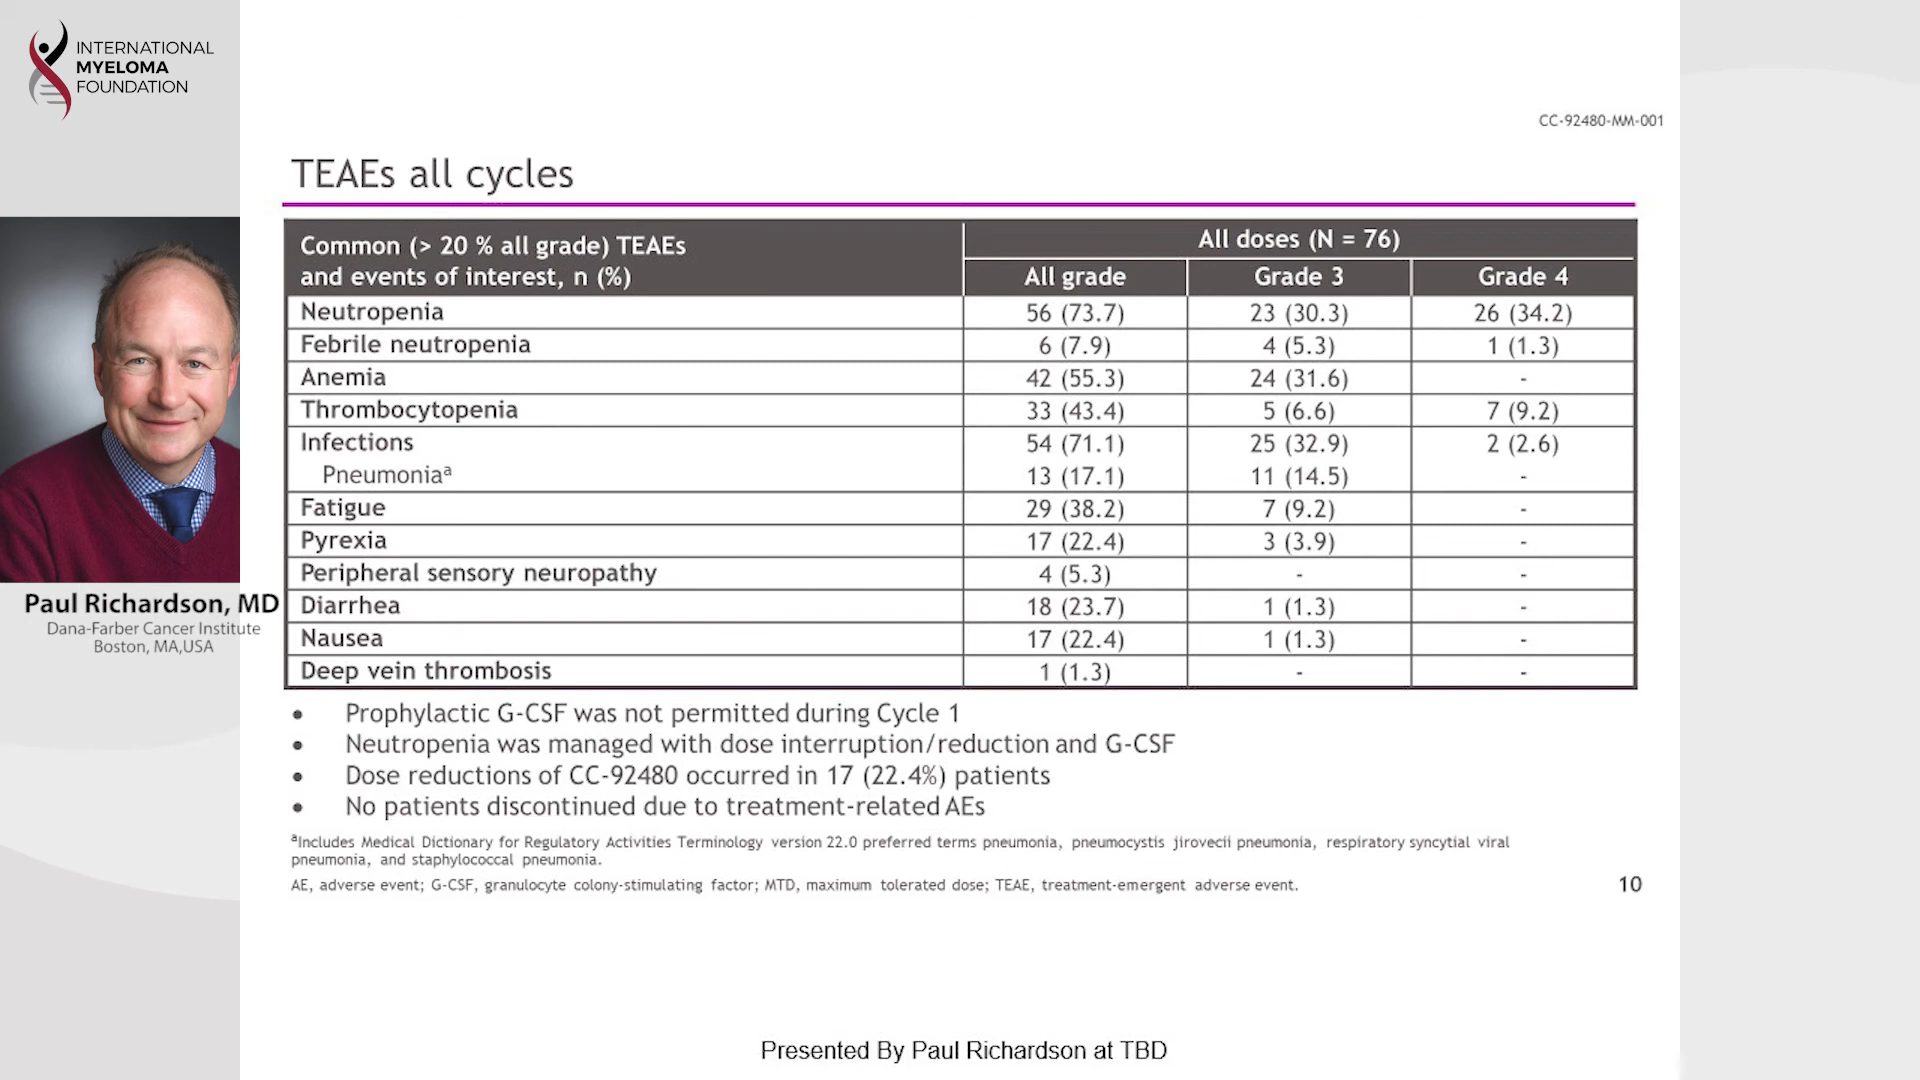 INTERNATIONAL
MYELOMA
FOUNDATION
CC-92480-MM-001
TEAEs all cycles
Common (> 20 % all grade) TEAEs and events of interest, n (%) All doses (N = 76)
All grade Grade 3 Grade 4
Neutropenia 56 (73.7) 23 (30.3) 26 (34.2)
Febrile neutropenia 6 (7.9) 4 (5.3) 1 (1.3)
Anemia 42 (55.3) 24 (31.6) -
Thrombocytopenia 33 (43.4) 5 (6.6) 7 (9.2)
Infections 54 (71.1) 25 (32.9) 2 (2.6)
Pneumoniaᵃ 13 (17.1) 11 (14.5) -
Fatigue 29 (38.2) 7 (9.2) -
Pyrexia 17 (22.4) 3 (3.9) -
Peripheral sensory neuropathy 4 (5.3) - -
Diarrhea 18 (23.7) 1 (1.3) -
Nausea 17 (22.4) 1 (1.3) -
Deep vein thrombosis 1 (1.3) - -
• Prophylactic G-CSF was not permitted during Cycle 1
• Neutropenia was managed with dose interruption/reduction and G-CSF
• Dose reductions of CC-92480 occurred in 17 (22.4%) patients
• No patients discontinued due to treatment-related AEs
ᵃIncludes Medical Dictionary for Regulatory Activities Terminology version 22.0 preferred terms pneumonia, pneumocystis jirovecii pneumonia, respiratory syncytial viral
pneumonia, and staphylococcal pneumonia.
AE, adverse event; G-CSF, granulocyte colony-stimulating factor; MTD, maximum tolerated dose; TEAE, treatment-emergent adverse event.
10
Paul Richardson, MD
Dana-Farber Cancer Institute
Boston, MA,USA
Presented By Paul Richardson at TBD